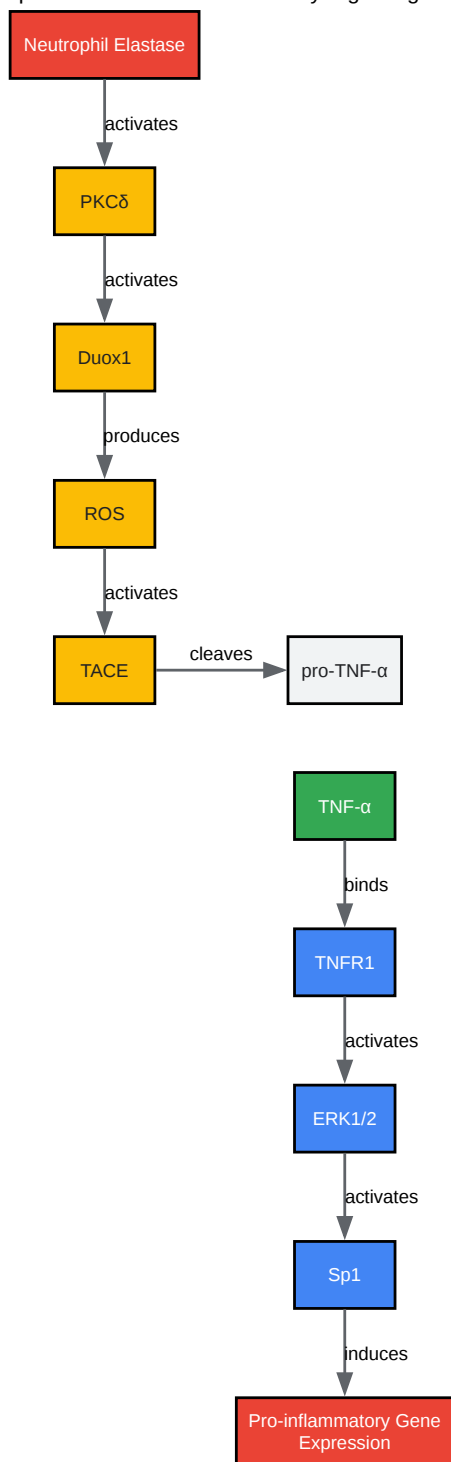 Neutrophil Elastase
activates
PKCδ
activates
Duox1
produces
ROS
activates
TACE
cleaves
pro-TNF-α
TNF-α
binds
TNFR1
activates
ERK1/2
activates
Sp1
induces
Pro-inflammatory Gene
Expression